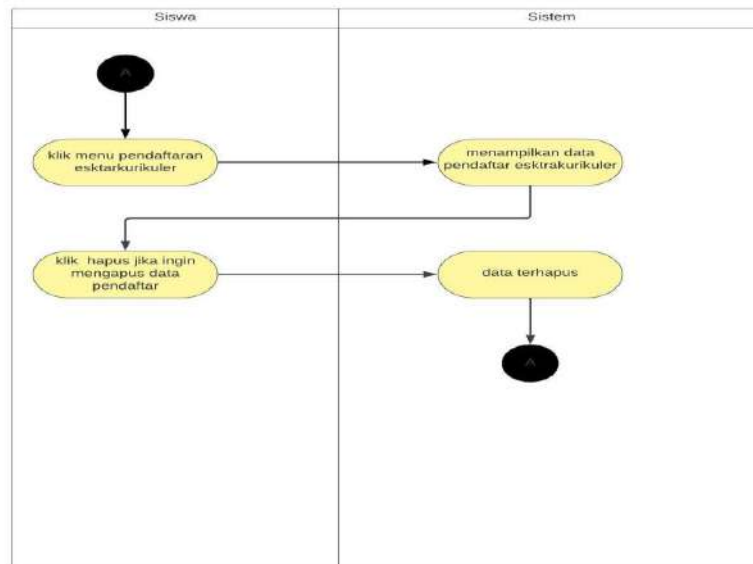 Siswa
Sistem
A
klik menu pendaftaran
esktarkurikuler
menampilkan data
pendaftar esktrakurikuler
klik hapus jika ingin
mengapus data
pendaftar
data terhapus
A